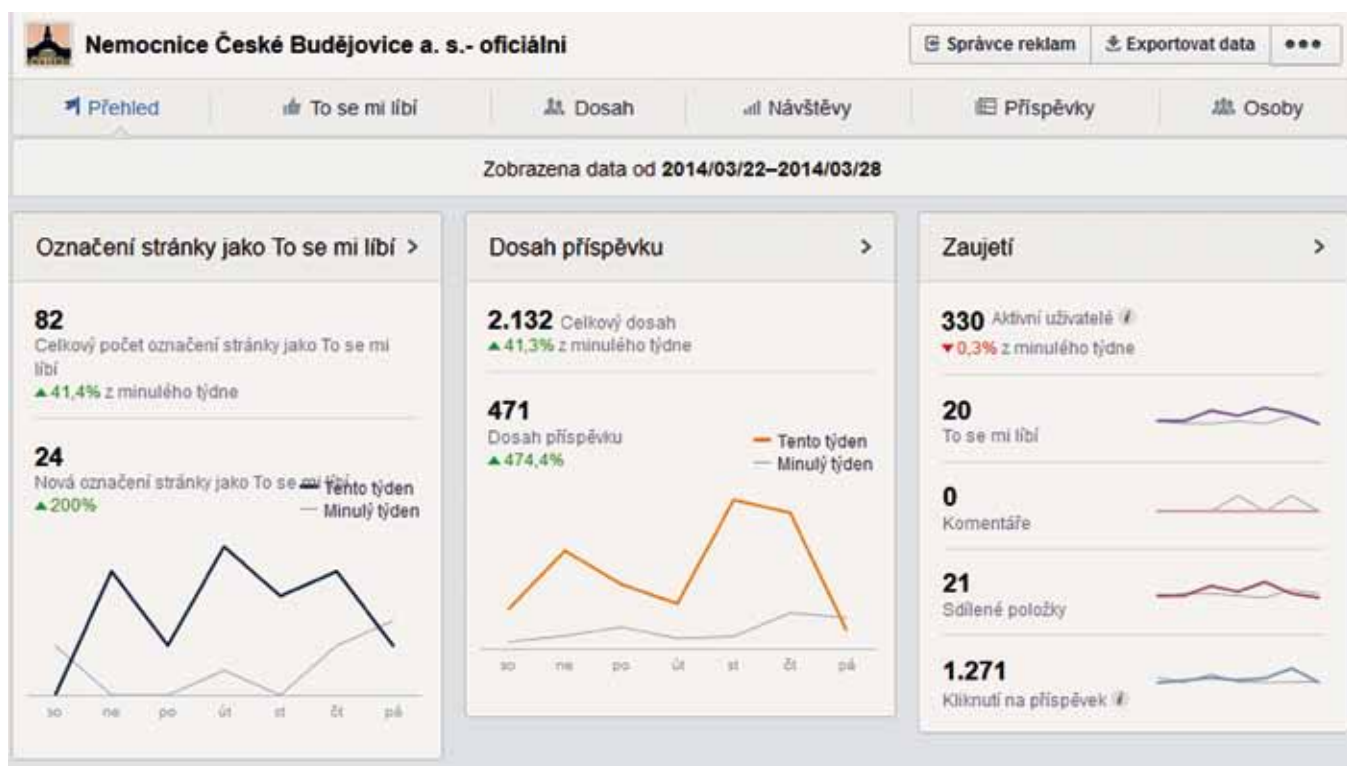 Nemocnice České Budějovice a. s.- oficiálni
Správce reklam
Exportovat data
Přehled
To se mi líbí
Dosah
Návštěvy
Příspěvky
Osoby
Zobrazena data od 2014/03/22–2014/03/28
Označení stránky jako To se mi líbí >
82
Celkový počet označení stránky jako To se mi
líbí
▲41,4% z minulého týdne
24
Nová označení stránky jako To se mi líbí
▲200%
Tento týden
Minulý týden
so ne po út st čt pá
Dosah příspěvku >
2.132 Celkový dosah
▲41,3% z minulého týdne
471
Dosah příspěvku
▲474,4%
Tento týden
Minulý týden
so ne po út st čt pá
Zaujetí >
330 Aktivní uživatelé i
▼0,3% z minulého týdne
20
To se mi líbí
0
Komentáře
21
Sdílené položky
1.271
Kliknutí na příspěvek i